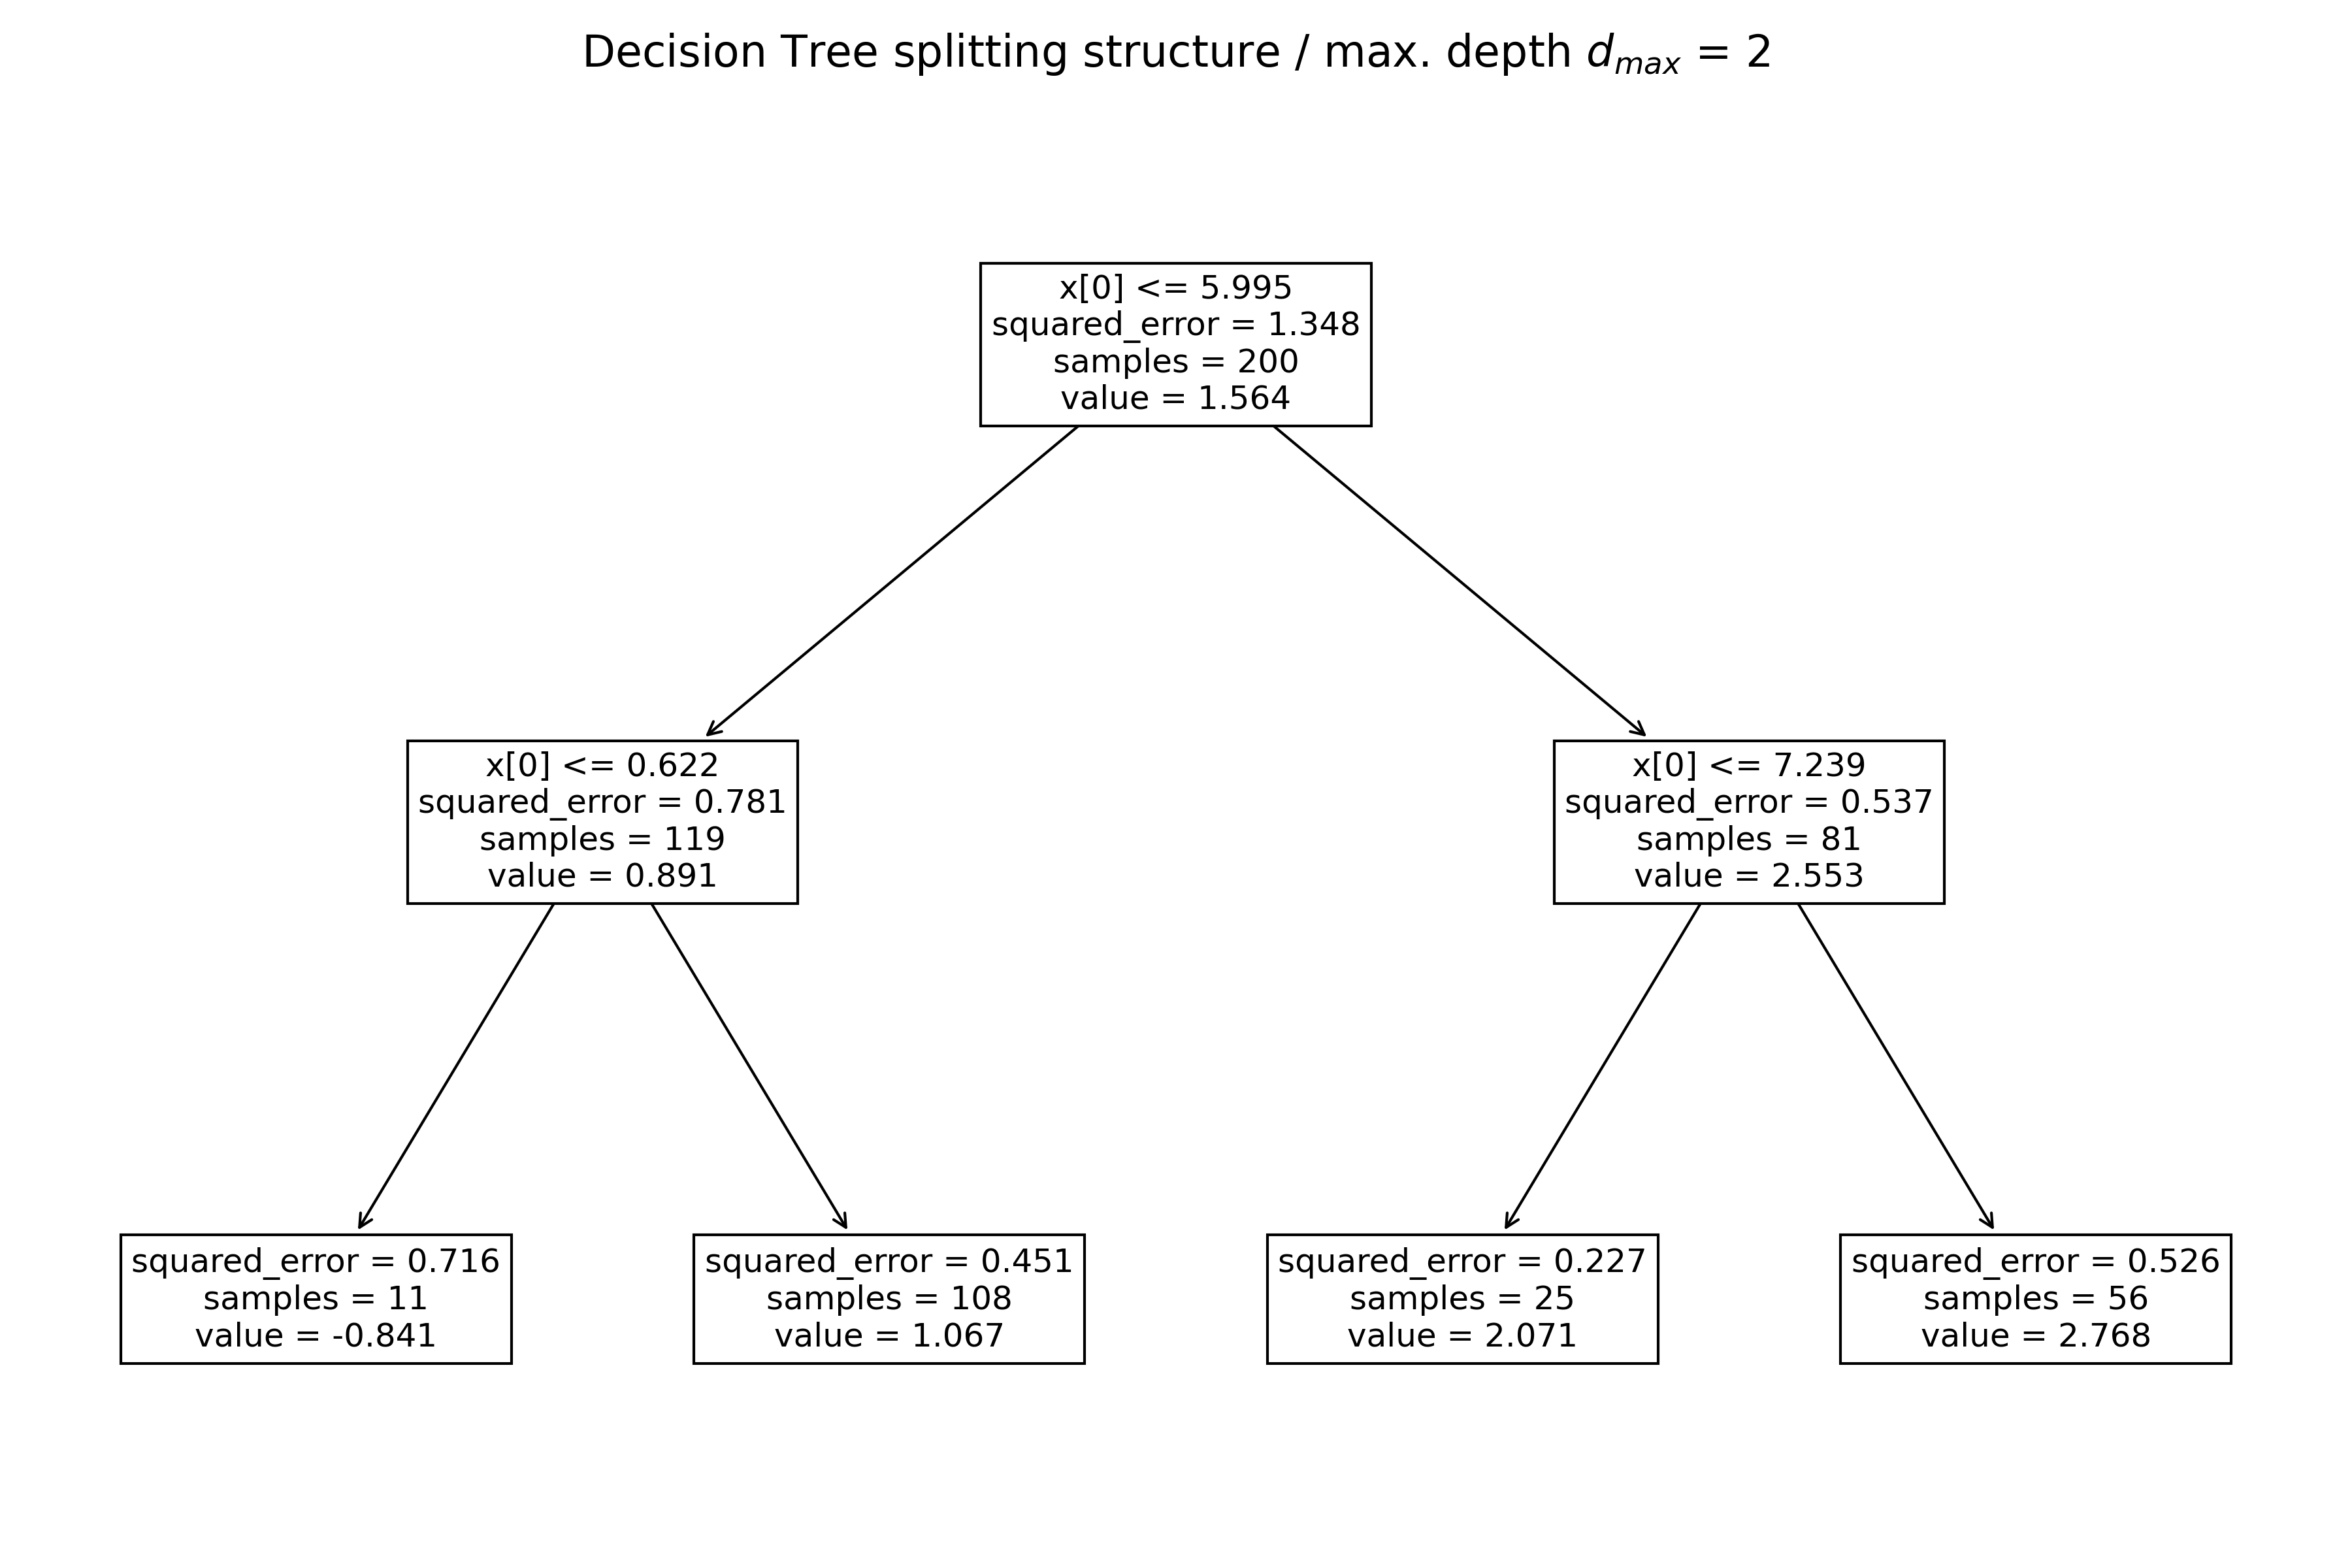 Decision Tree splitting structure / max. depth d_max = 2
x[0] <= 5.995
squared_error = 1.348
samples = 200
value = 1.564
x[0] <= 0.622
squared_error = 0.781
samples = 119
value = 0.891
x[0] <= 7.239
squared_error = 0.537
samples = 81
value = 2.553
squared_error = 0.716
samples = 11
value = -0.841
squared_error = 0.451
samples = 108
value = 1.067
squared_error = 0.227
samples = 25
value = 2.071
squared_error = 0.526
samples = 56
value = 2.768